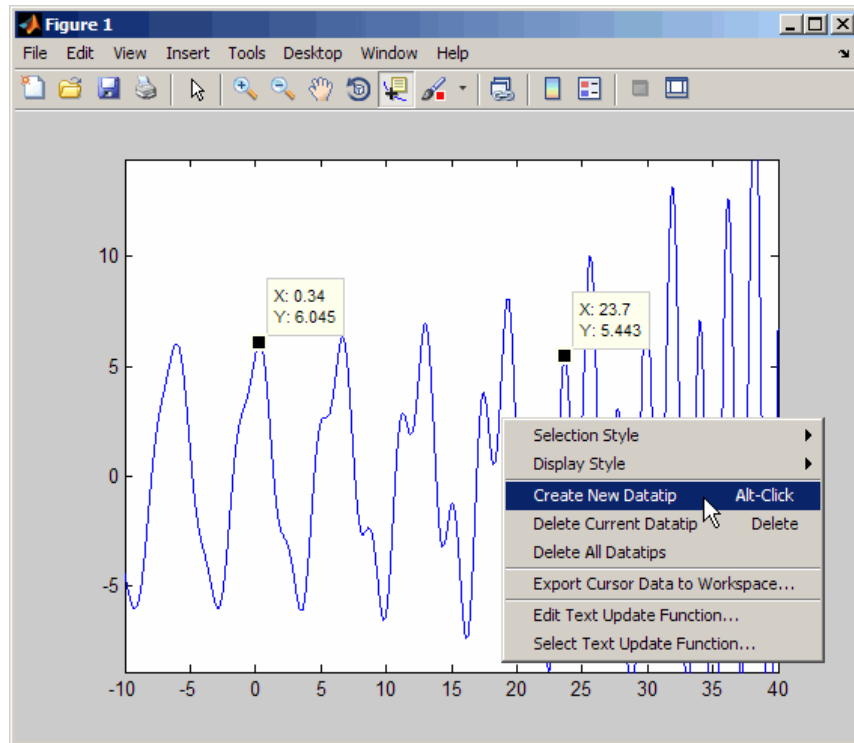 Figure 1
File Edit View Insert Tools Desktop Window Help
10
5
0
-5
X: 0.34
Y: 6.045
X: 23.7
Y: 5.443
Selection Style
Display Style
Create New Datatip Alt-Click
Delete Current Datatip Delete
Delete All Datatips
Export Cursor Data to Workspace...
Edit Text Update Function...
Select Text Update Function...
-10 -5 0 5 10 15 20 25 30 35 40